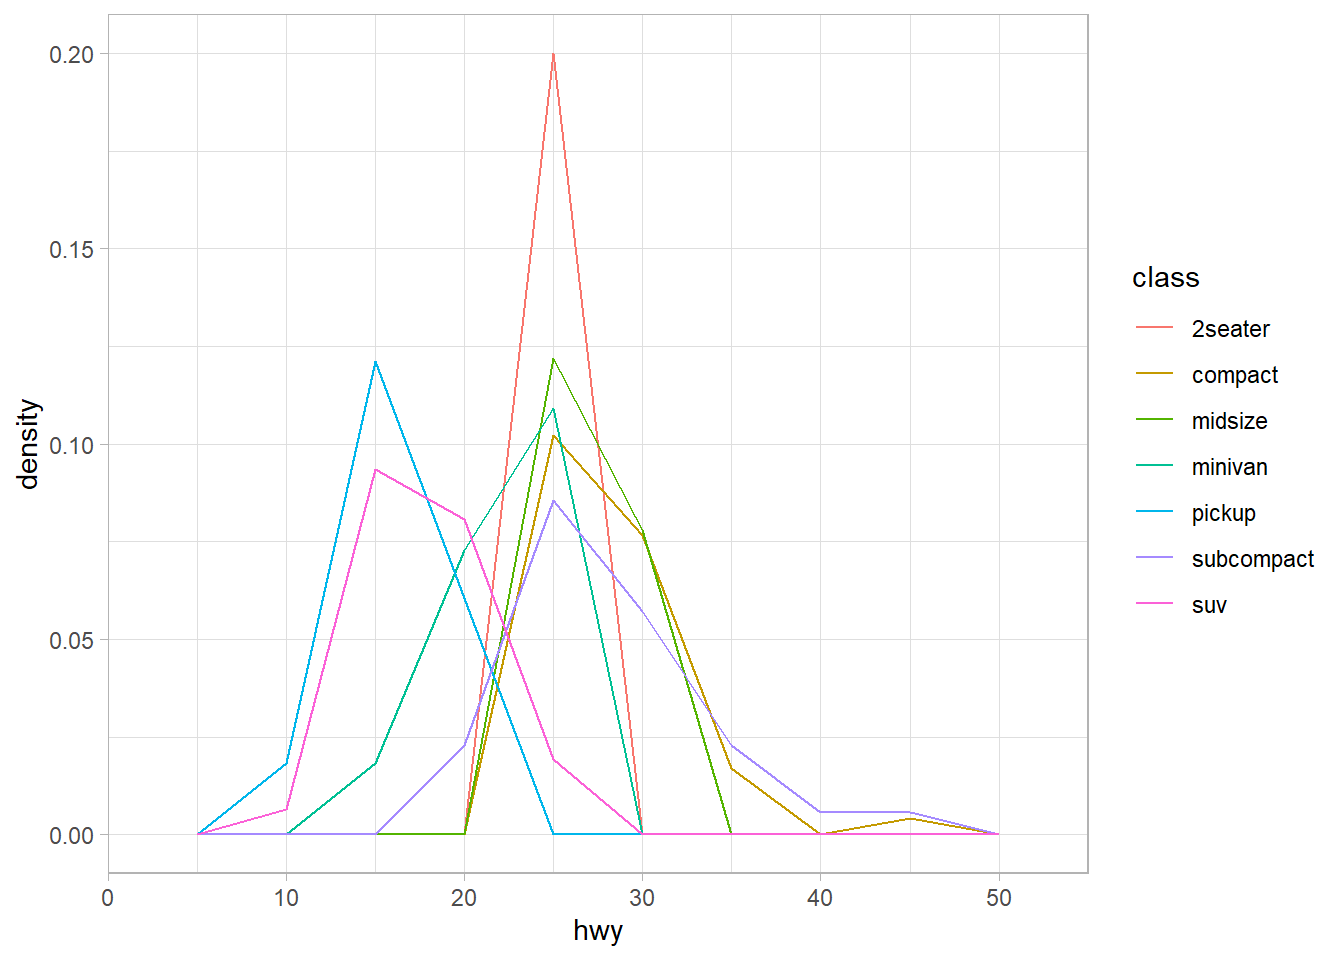 0.20
0.15
0.10
0.05
0.00
density
0
10
20
30
40
50
hwy
class
2seater
compact
midsize
minivan
pickup
subcompact
suv